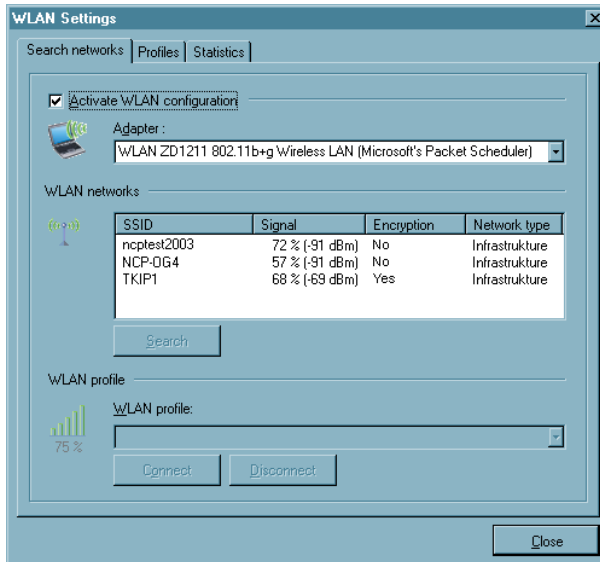 WLAN Settings
Search networks Profiles Statistics
Activate WLAN configuration
Adapter :
WLAN ZD1211 802.11b+g Wireless LAN (Microsoft's Packet Scheduler)
WLAN networks
SSID Signal Encryption Network type
ncptest2003 72 % (-91 dBm) No Infrastrukture
NCP-OG4 57 % (-91 dBm) No Infrastrukture
TKIP1 68 % (-69 dBm) Yes Infrastrukture
Search
WLAN profile
WLAN profile:
75 %
Connect Disconnect
Close